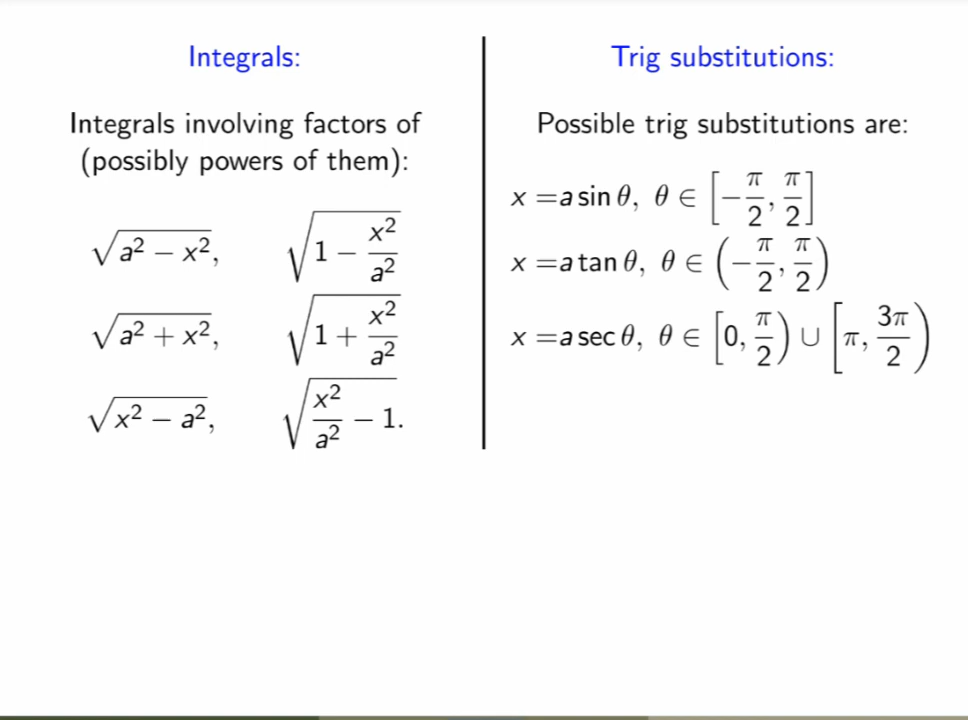 Integrals:
Integrals involving factors of
(possibly powers of them):
√(a² − x²), √(1 − x²/a²)
√(a² + x²), √(1 + x²/a²)
√(x² − a²), √(x²/a² − 1).
Trig substitutions:
Possible trig substitutions are:
x = a sin θ, θ ∈ [−π/2, π/2]
x = a tan θ, θ ∈ (−π/2, π/2)
x = a sec θ, θ ∈ [0, π/2) ∪ [π, 3π/2)